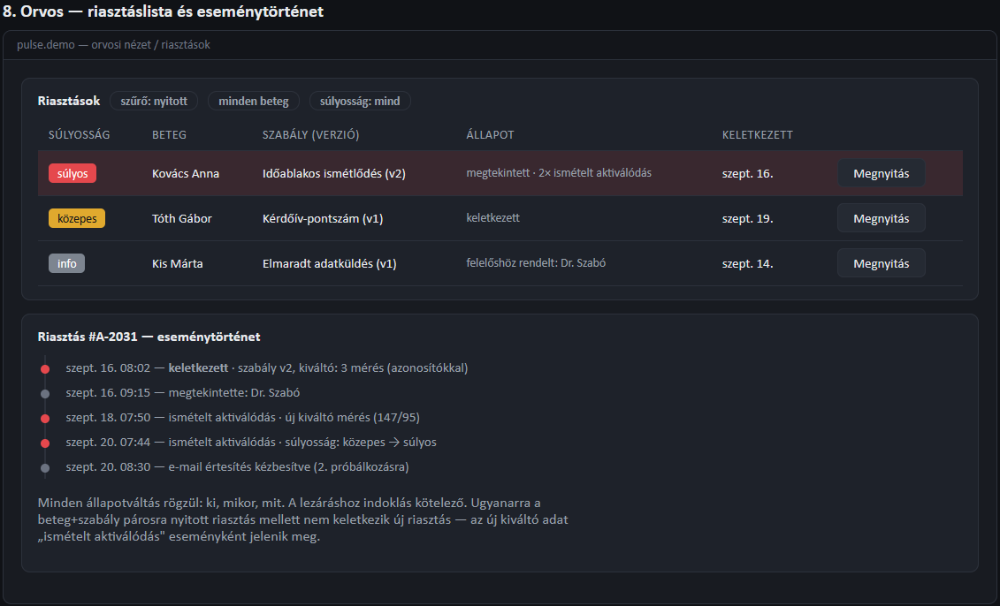 8. Orvos — riasztáslista és eseménytörténet
pulse.demo — orvosi nézet / riasztások
Riasztások szűrő: nyitott minden beteg súlyosság: mind
SÚLYOSSÁG BETEG SZABÁLY (VERZIÓ) ÁLLAPOT KELETKEZETT
súlyos Kovács Anna Időablakos ismétlődés (v2) megtekintett · 2× ismételt aktiválódás szept. 16. Megnyitás
közepes Tóth Gábor Kérdőív-pontszám (v1) keletkezett szept. 19. Megnyitás
info Kis Márta Elmaradt adatküldés (v1) felelőshöz rendelt: Dr. Szabó szept. 14. Megnyitás
Riasztás #A-2031 — eseménytörténet
szept. 16. 08:02 — keletkezett · szabály v2, kiváltó: 3 mérés (azonosítókkal)
szept. 16. 09:15 — megtekintette: Dr. Szabó
szept. 18. 07:50 — ismételt aktiválódás · új kiváltó mérés (147/95)
szept. 20. 07:44 — ismételt aktiválódás · súlyosság: közepes → súlyos
szept. 20. 08:30 — e-mail értesítés kézbesítve (2. próbálkozásra)
Minden állapotváltás rögzül: ki, mikor, mit. A lezáráshoz indoklás kötelező. Ugyanarra a
beteg+szabály párosra nyitott riasztás mellett nem keletkezik új riasztás — az új kiváltó adat
„ismételt aktiválódás" eseményként jelenik meg.